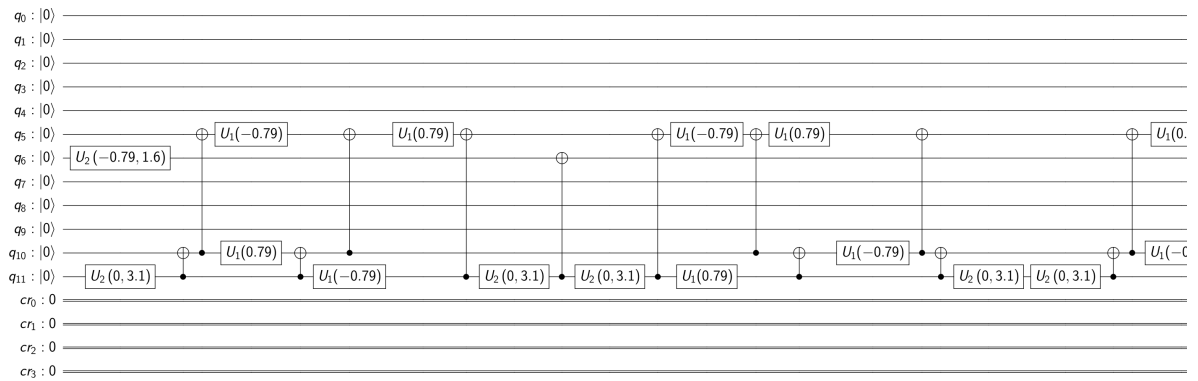 q0 : |0⟩
q1 : |0⟩
q2 : |0⟩
q3 : |0⟩
q4 : |0⟩
q5 : |0⟩ U1(−0.79) U1(0.79) U1(−0.79) U1(0.79) U1(0.
q6 : |0⟩ U2 (−0.79, 1.6)
q7 : |0⟩
q8 : |0⟩
q9 : |0⟩
q10 : |0⟩ U1(0.79) U1(−0.79) U1(−0
q11 : |0⟩ U2 (0, 3.1) U1(−0.79) U2 (0, 3.1) U2 (0, 3.1) U1(0.79) U2 (0, 3.1) U2 (0, 3.1)
cr0 : 0
cr1 : 0
cr2 : 0
cr3 : 0